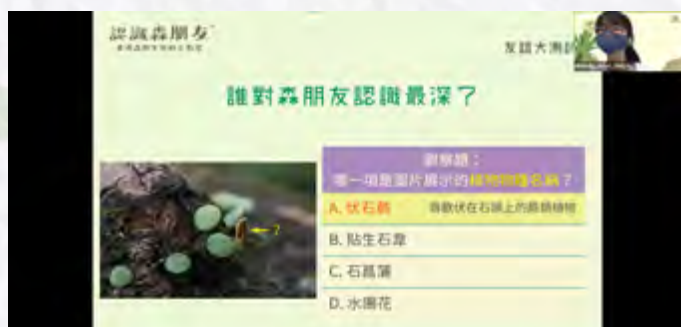 認識森朋友
友誼大測試
誰對森朋友認識最深了
觀察題：
哪一項是圖片展示的植物物種名稱？
A. 伏石蕨 喜歡伏在石頭上的蕨類植物
?
B. 貼生石韋
C. 石菖蒲
D. 水團花